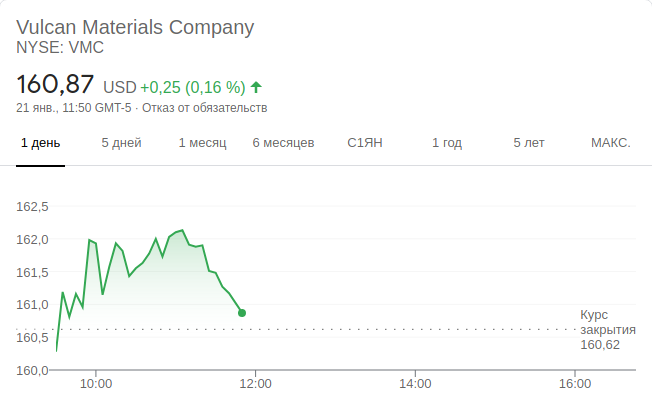 Vulcan Materials Company
NYSE: VMC
160,87 USD +0,25 (0,16 %)
21 янв., 11:50 GMT-5 · Отказ от обязательств
1 день 5 дней 1 месяц 6 месяцев С1ЯН 1 год 5 лет МАКС.
162,5
162,0
161,5
161,0
160,5
160,0
Курс
закрытия
160,62
10:00 12:00 14:00 16:00